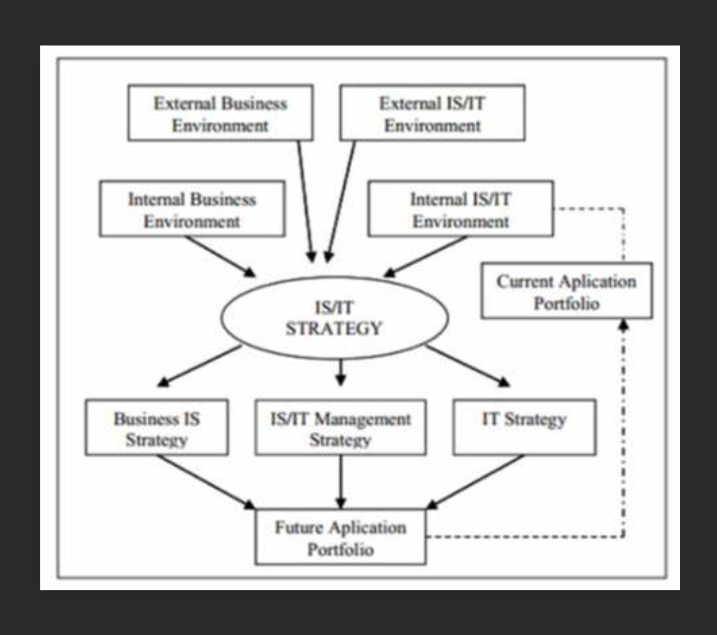 External Business
Environment
External IS/IT
Environment
Internal Business
Environment
Internal IS/IT
Environment
Current Aplication
Portfolio
IS/IT
STRATEGY
Business IS
Strategy
IS/IT Management
Strategy
IT Strategy
Future Aplication
Portfolio